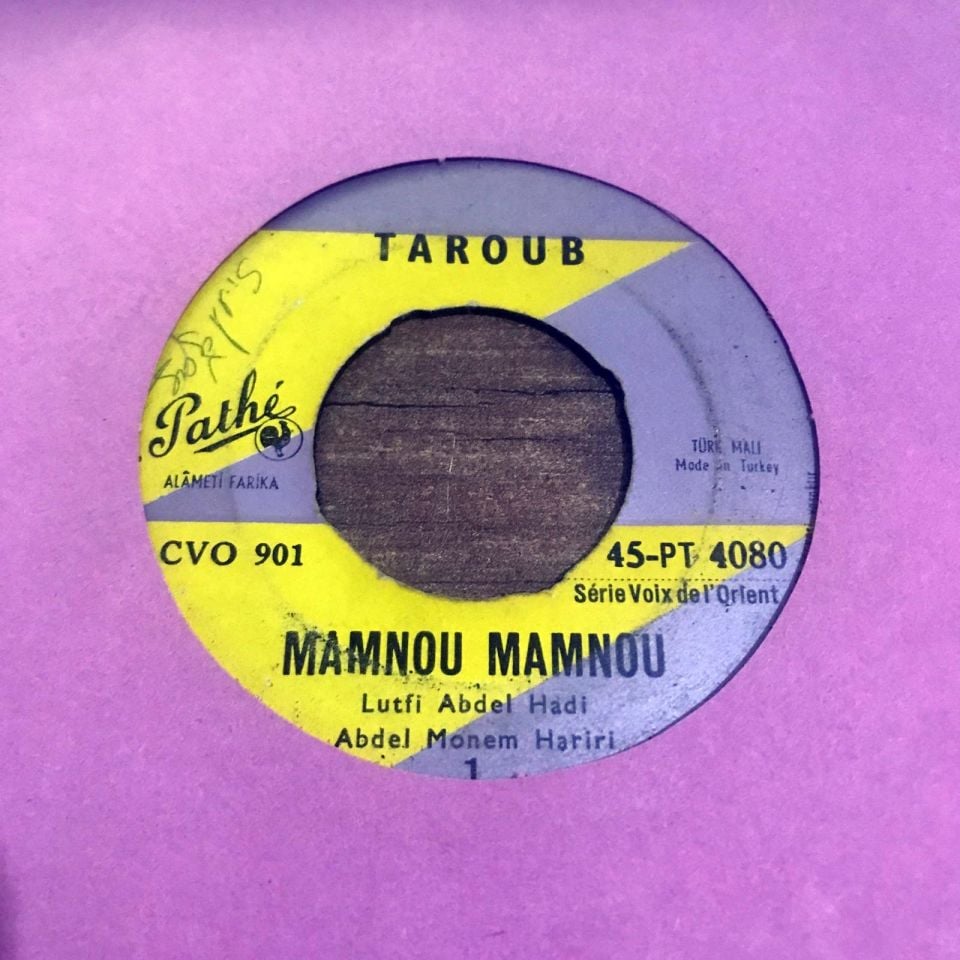 TAROUB
Pathé
ALÂMETİ FARİKA
TÜRK MALI
Made in Turkey
CVO 901
45-PT 4080
Série Voix de l'Orient
MAMNOU MAMNOU
Lutfi Abdel Hadi
Abdel Monem Hariri
1